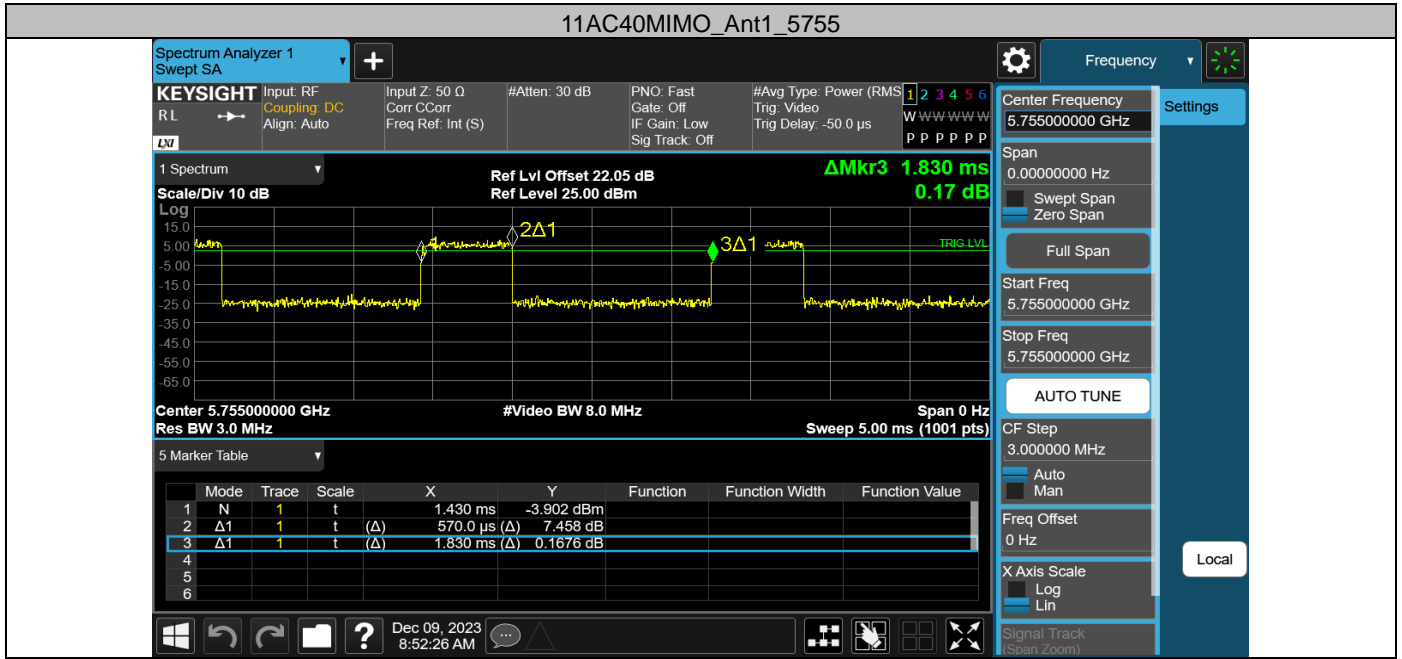 11AC40MIMO_Ant1_5755
Spectrum Analyzer 1
Swept SA
Frequency
KEYSIGHT
RL
LXI
Input: RF
Coupling: DC
Align: Auto
Input Z: 50 Ω
Corr CCorr
Freq Ref: Int (S)
#Atten: 30 dB
PNO: Fast
Gate: Off
IF Gain: Low
Sig Track: Off
#Avg Type: Power (RMS
Trig: Video
Trig Delay: -50.0 µs
1 2 3 4 5 6
W W W W W W
P P P P P P
1 Spectrum
Scale/Div 10 dB
Ref Lvl Offset 22.05 dB
Ref Level 25.00 dBm
ΔMkr3 1.830 ms
0.17 dB
Log
15.0
5.00
-5.00
-15.0
-25.0
-35.0
-45.0
-55.0
-65.0
1
2Δ1
3Δ1
TRIG LVL
Center 5.755000000 GHz
#Video BW 8.0 MHz
Span 0 Hz
Res BW 3.0 MHz
Sweep 5.00 ms (1001 pts)
5 Marker Table
Mode Trace Scale X Y Function Function Width Function Value
1 N 1 t 1.430 ms -3.902 dBm
2 Δ1 1 t (Δ) 570.0 µs (Δ) 7.458 dB
3 Δ1 1 t (Δ) 1.830 ms (Δ) 0.1676 dB
4
5
6
Dec 09, 2023
8:52:26 AM
Center Frequency
5.755000000 GHz
Settings
Span
0.00000000 Hz
Swept Span
Zero Span
Full Span
Start Freq
5.755000000 GHz
Stop Freq
5.755000000 GHz
AUTO TUNE
CF Step
3.000000 MHz
Auto
Man
Freq Offset
0 Hz
X Axis Scale
Log
Lin
Signal Track
(Span Zoom)
Local